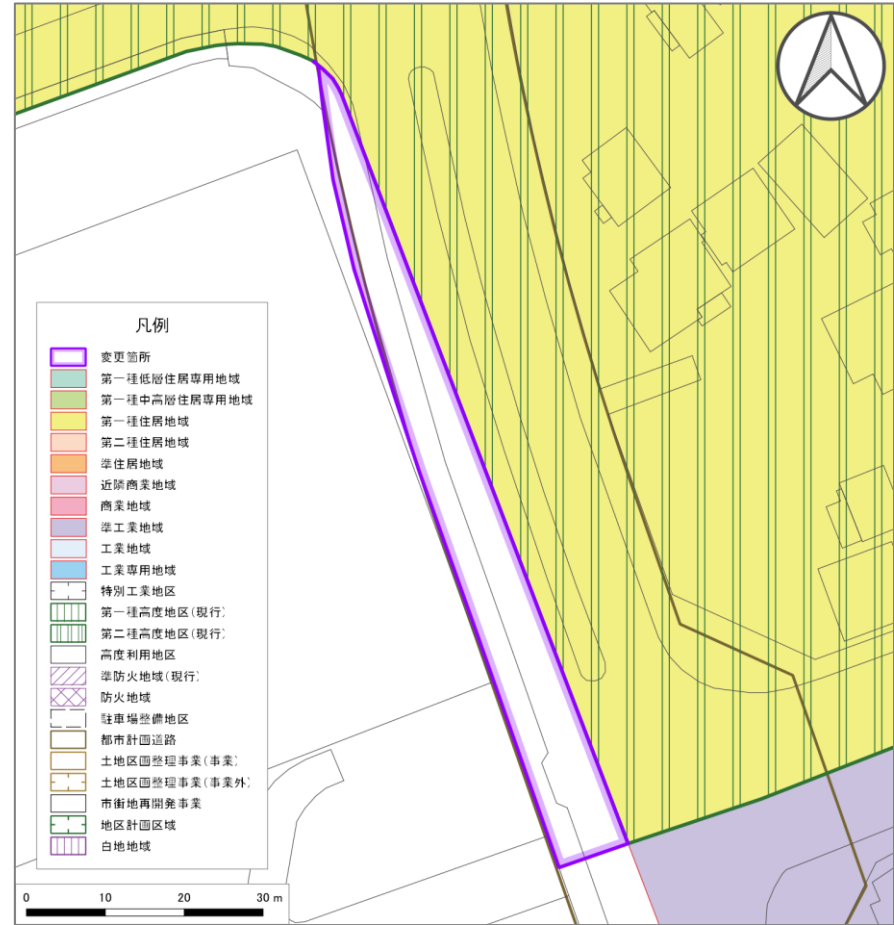 凡例
変更箇所
第一種低層住居専用地域
第一種中高層住居専用地域
第一種住居地域
第二種住居地域
準住居地域
近隣商業地域
商業地域
準工業地域
工業地域
工業専用地域
特別工業地区
第一種高度地区(現行)
第二種高度地区(現行)
高度利用地区
準防火地域(現行)
防火地域
駐車場整備地区
都市計画道路
土地区画整理事業(事業)
土地区画整理事業(事業外)
市街地再開発事業
地区計画区域
白地地域
0 10 20 30 m